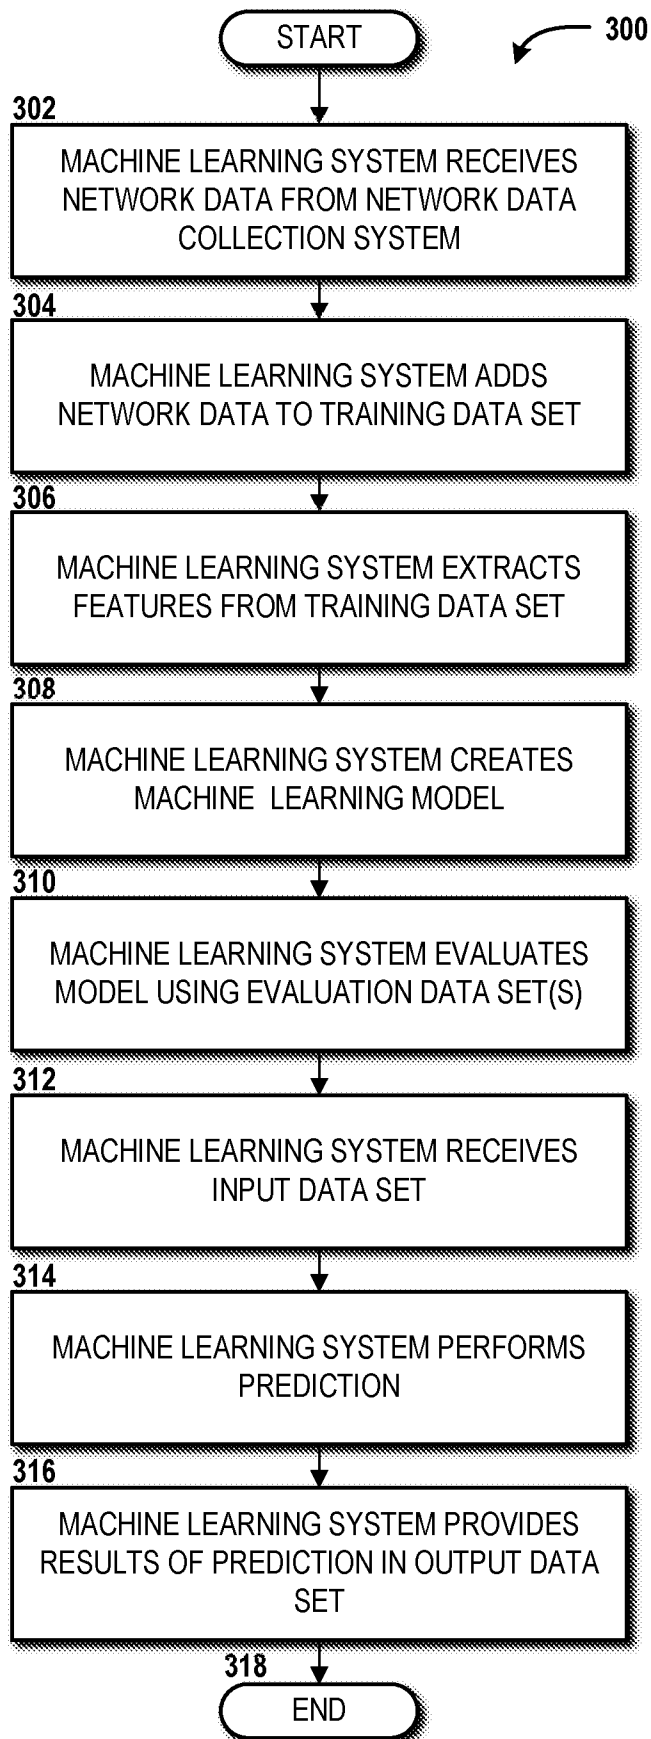 START
300
302
MACHINE LEARNING SYSTEM RECEIVES
NETWORK DATA FROM NETWORK DATA
COLLECTION SYSTEM
304
MACHINE LEARNING SYSTEM ADDS
NETWORK DATA TO TRAINING DATA SET
306
MACHINE LEARNING SYSTEM EXTRACTS
FEATURES FROM TRAINING DATA SET
308
MACHINE LEARNING SYSTEM CREATES
MACHINE LEARNING MODEL
310
MACHINE LEARNING SYSTEM EVALUATES
MODEL USING EVALUATION DATA SET(S)
312
MACHINE LEARNING SYSTEM RECEIVES
INPUT DATA SET
314
MACHINE LEARNING SYSTEM PERFORMS
PREDICTION
316
MACHINE LEARNING SYSTEM PROVIDES
RESULTS OF PREDICTION IN OUTPUT DATA
SET
318
END